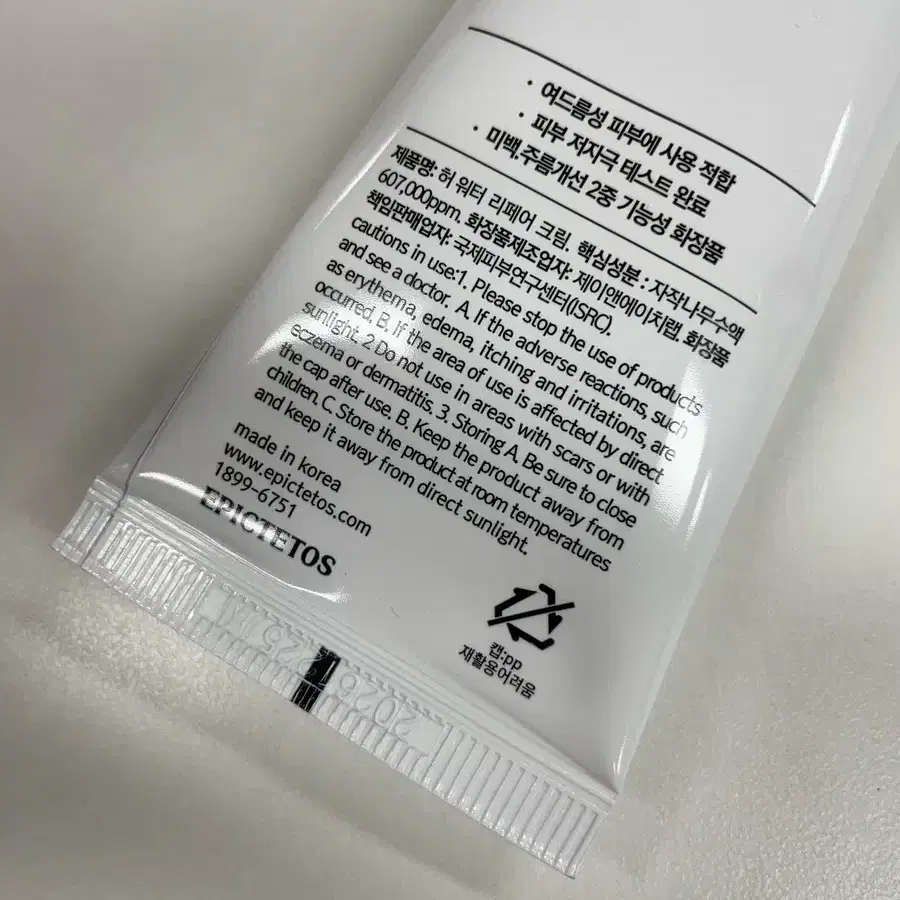 · 여드름성 피부에 사용 적합
· 피부 저자극 테스트 완료
· 미백.주름개선 2중 기능성 화장품
제품명: 허 워터 리페어 크림. 핵심성분 : 자작나무수액
607,000ppm. 화장품제조업자: 제이앤에이치랩, 화장품
책임판매업자: 국제피부연구센터(ISRC).
cautions in use:1. Please stop the use of products
and see a doctor. A. If the adverse reactions, such
as erythema, edema, itching and irritations, are
occurred. B. If the area of use is affected by direct
sunlight. 2 Do not use in areas with scars or with
eczema or dermatitis. 3, Storing A. Be sure to close
the cap after use. B. Keep the product away from
children. C. Store the product at room temperatures
and keep it away from direct sunlight.
made in korea
www.epictetos.com
1899-6751
EPICTETOS
캡:pp
재활용어려움